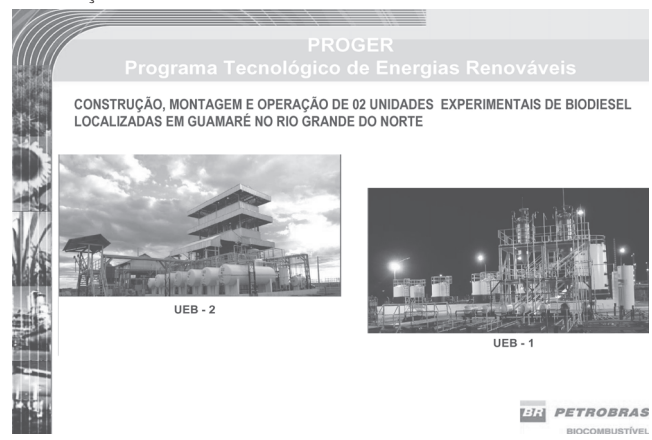 PROGER
Programa Tecnológico de Energias Renováveis
CONSTRUÇÃO, MONTAGEM E OPERAÇÃO DE 02 UNIDADES EXPERIMENTAIS DE BIODIESEL
LOCALIZADAS EM GUAMARÉ NO RIO GRANDE DO NORTE
UEB - 2
UEB - 1
BR PETROBRAS
BIOCOMBUSTÍVEL